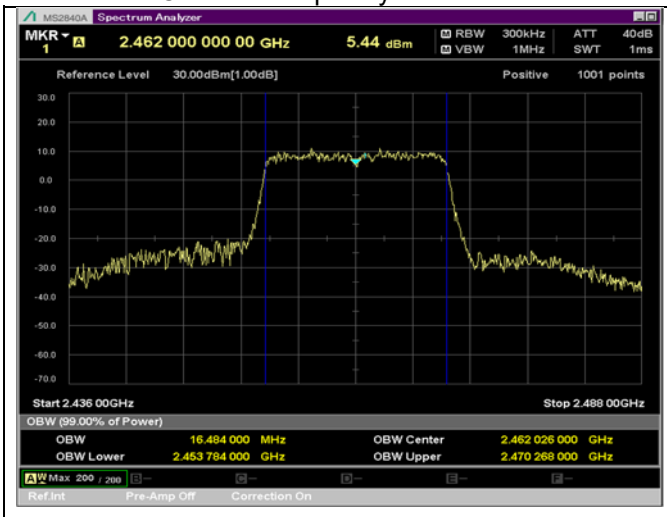 MS2840A Spectrum Analyzer
MKR 1 A 2.462 000 000 00 GHz 5.44 dBm M RBW 300kHz ATT 40dB
M VBW 1MHz SWT 1ms
Reference Level 30.00dBm[1.00dB] Positive 1001 points
30.0
20.0
10.0
0.0
-10.0
-20.0
-30.0
-40.0
-50.0
-60.0
-70.0
Start 2.436 00GHz Stop 2.488 00GHz
OBW (99.00% of Power)
OBW 16.484 000 MHz OBW Center 2.462 026 000 GHz
OBW Lower 2.453 784 000 GHz OBW Upper 2.470 268 000 GHz
A W Max 200 / 200 B-- C-- D-- E-- F--
Ref.Int Pre-Amp Off Correction On